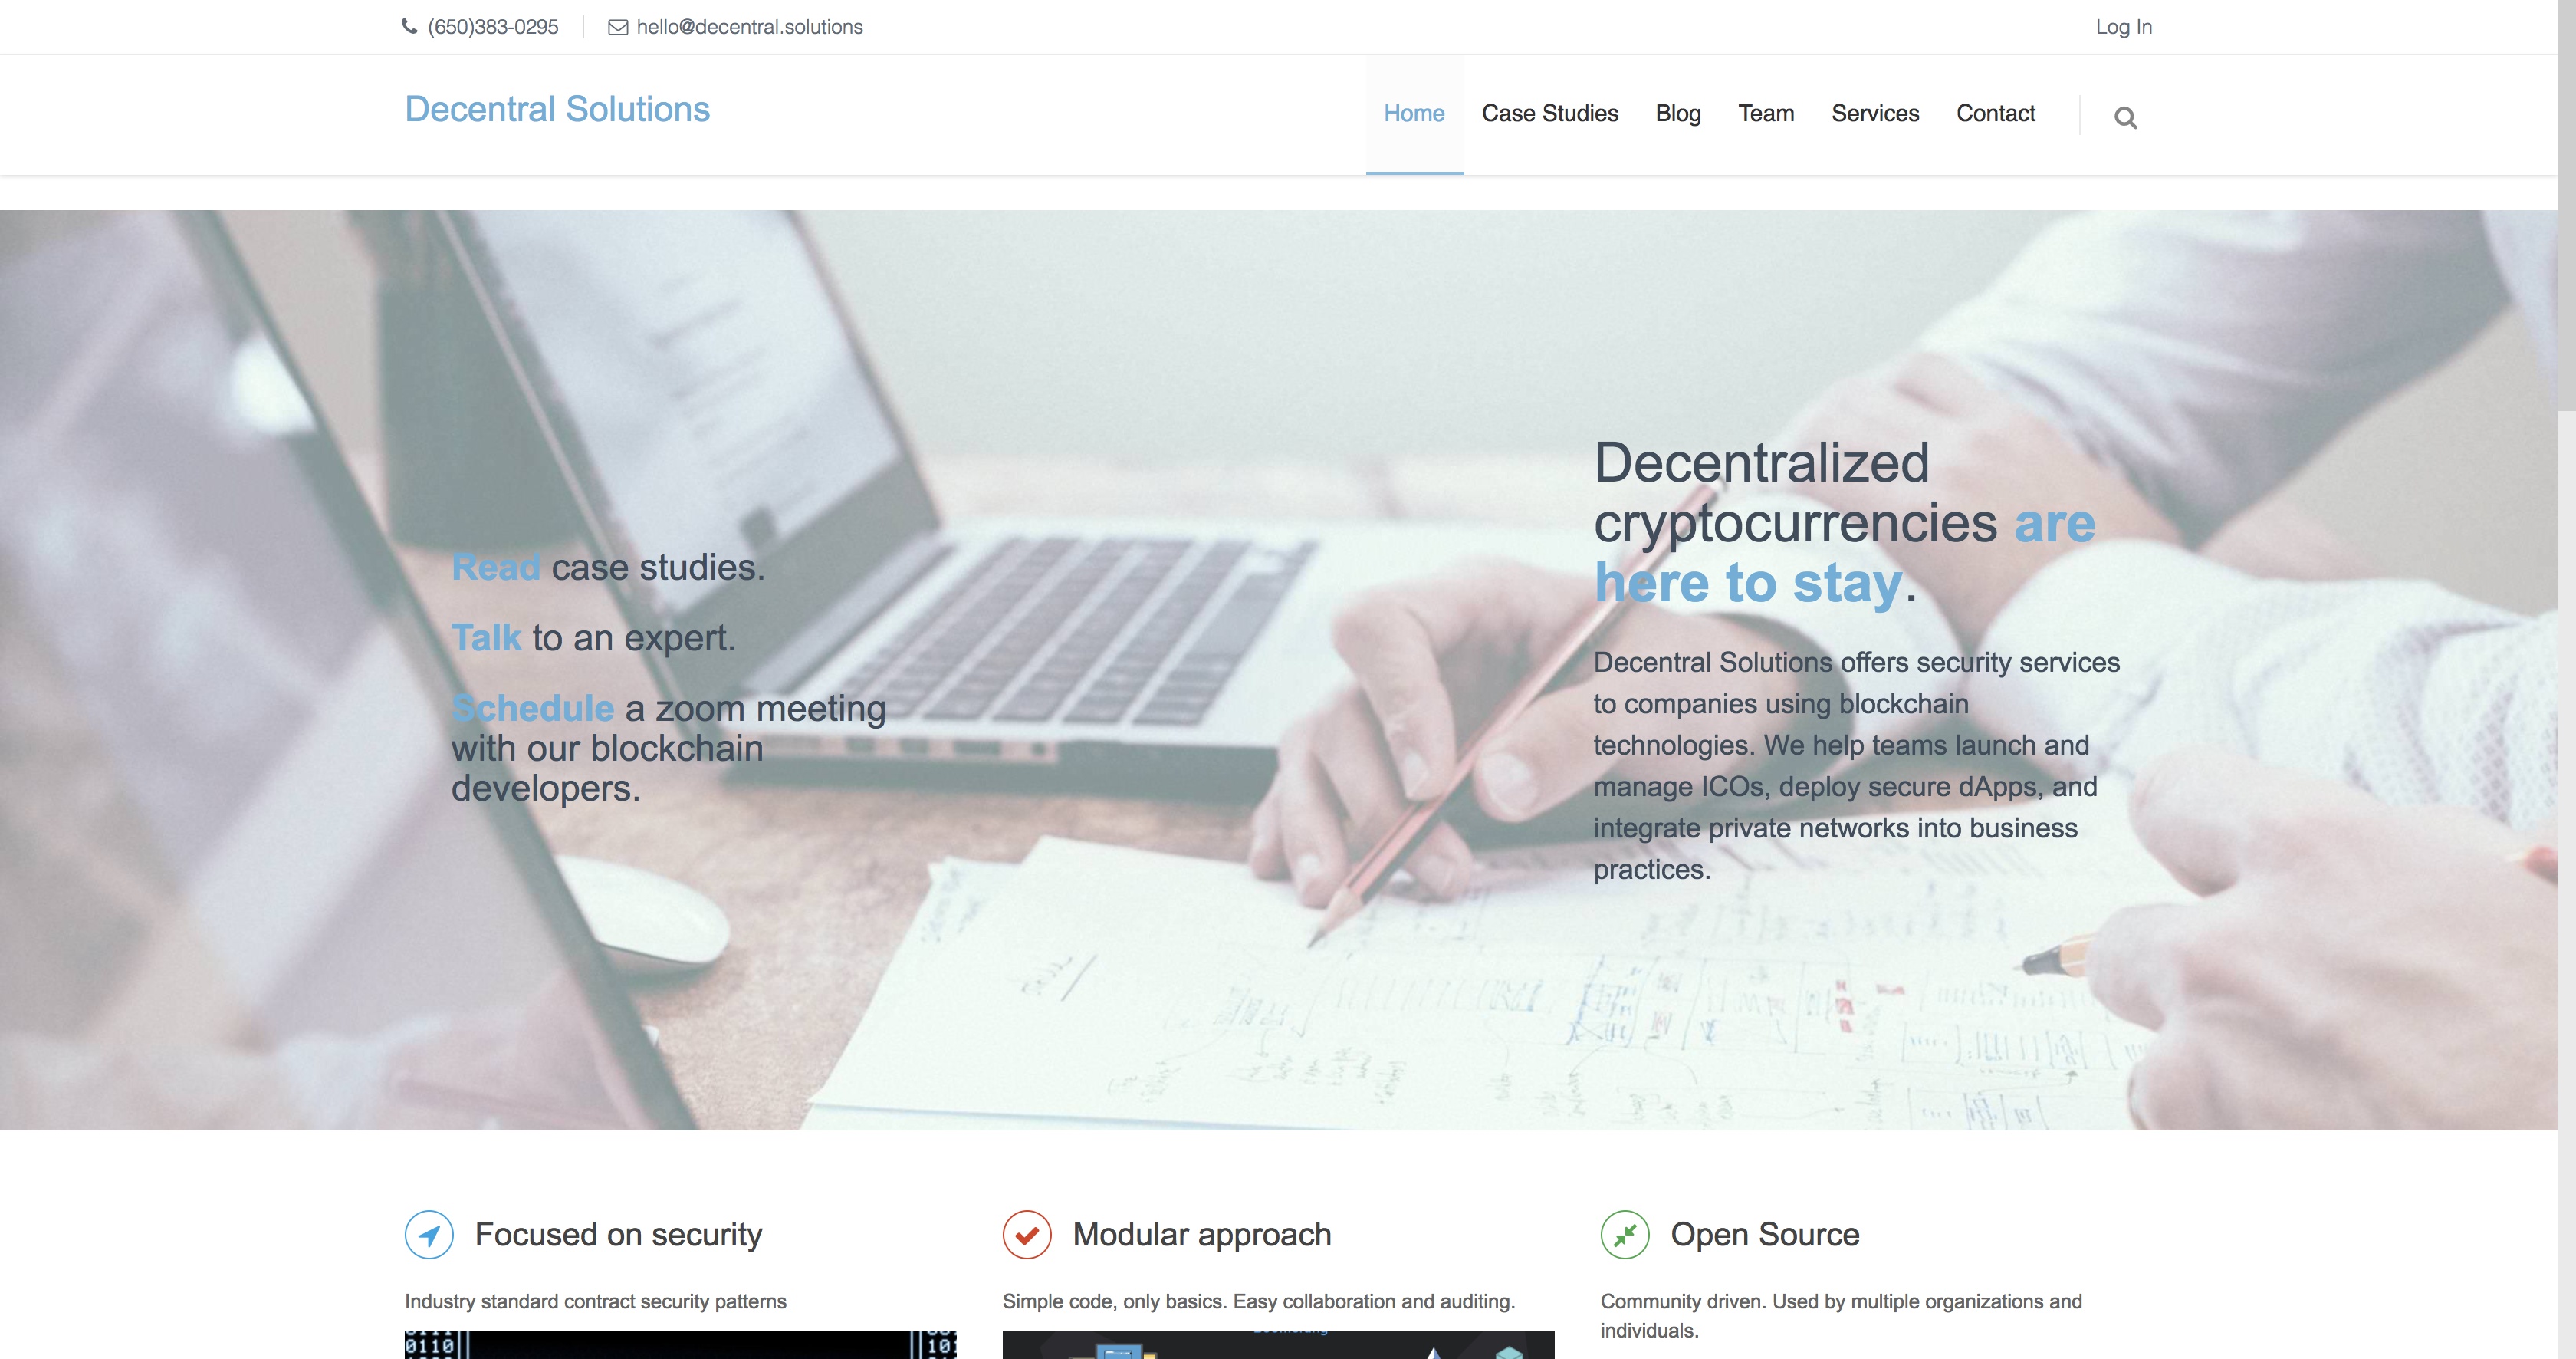 (650)383-0295
hello@decentral.solutions
Log In
Decentral Solutions
Home
Case Studies
Blog
Team
Services
Contact
Read case studies.
Talk to an expert.
Schedule a zoom meeting
with our blockchain
developers.
Decentralized
cryptocurrencies are
here to stay.
Decentral Solutions offers security services
to companies using blockchain
technologies. We help teams launch and
manage ICOs, deploy secure dApps, and
integrate private networks into business
practices.
Focused on security
Industry standard contract security patterns
0110
10
Modular approach
Simple code, only basics. Easy collaboration and auditing.
Open Source
Community driven. Used by multiple organizations and
individuals.